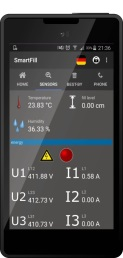 21:36
SmartFill
HOME SENSORS PHONE
Temperature
23.83 °C
fill level
0.00 cm
Humidity
36.33 %
energy
U1 411.88 V I1 0.58 A
U2 412.73 V I2 0.00 A
U3 410.73 V I3 0.00 A